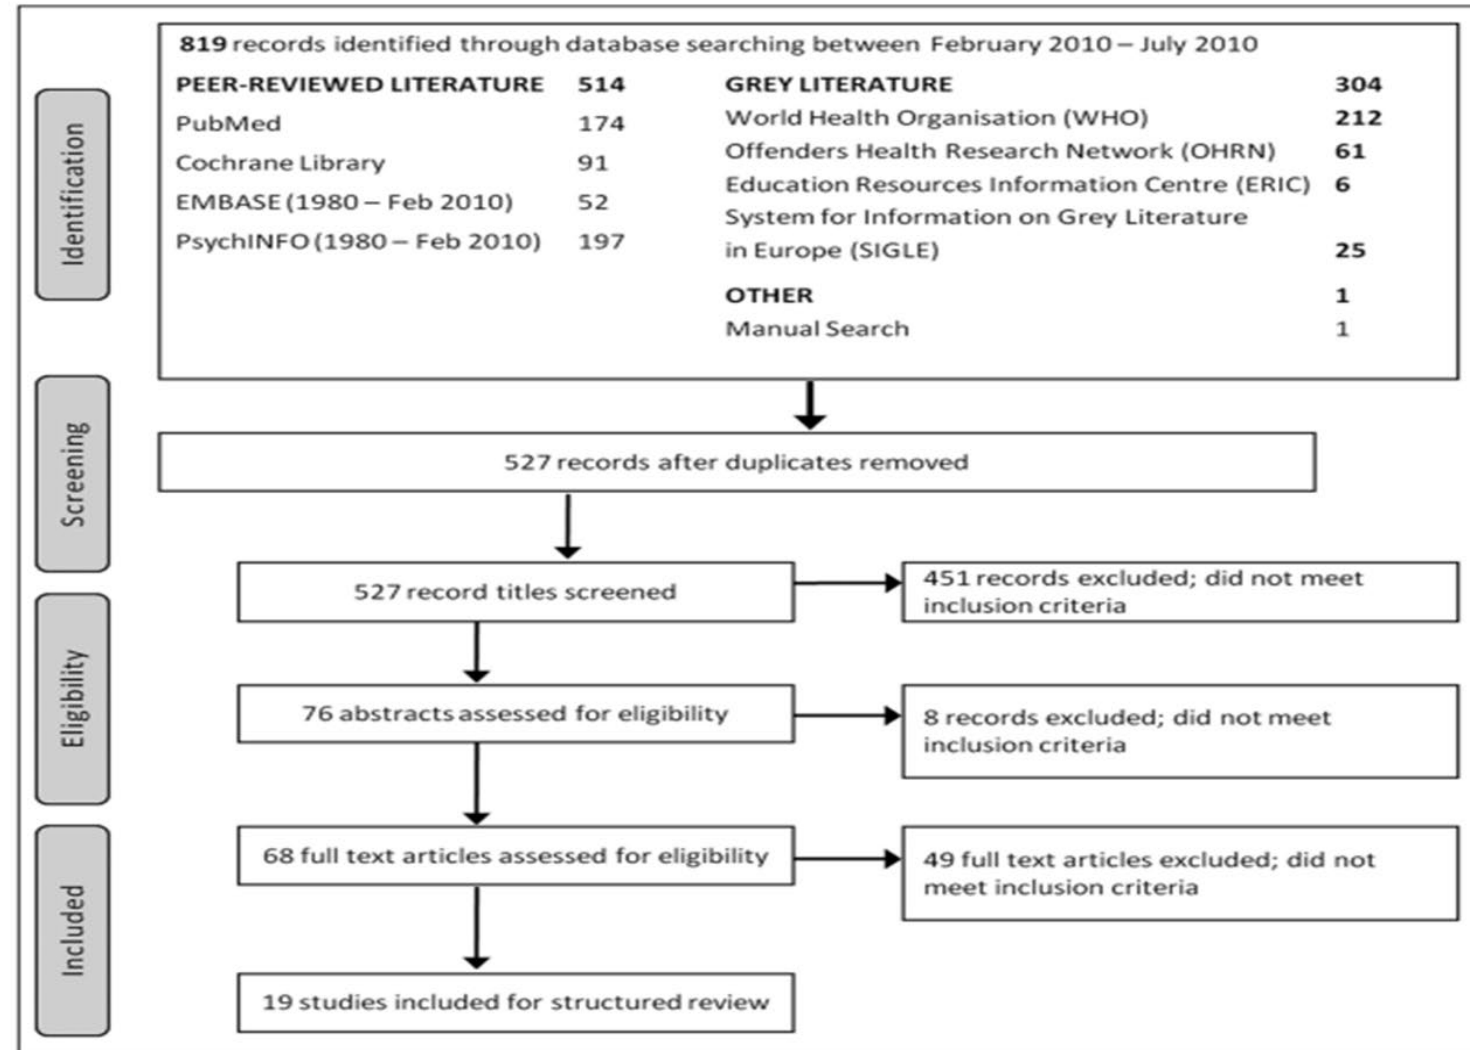 819 records identified through database searching between February 2010 – July 2010
PEER-REVIEWED LITERATURE 514
PubMed 174
Cochrane Library 91
EMBASE (1980 – Feb 2010) 52
PsychINFO (1980 – Feb 2010) 197
GREY LITERATURE 304
World Health Organisation (WHO) 212
Offenders Health Research Network (OHRN) 61
Education Resources Information Centre (ERIC) 6
System for Information on Grey Literature
in Europe (SIGLE) 25
OTHER 1
Manual Search 1
Identification
Screening
527 records after duplicates removed
527 record titles screened
451 records excluded; did not meet
inclusion criteria
Eligibility
76 abstracts assessed for eligibility
8 records excluded; did not meet
inclusion criteria
68 full text articles assessed for eligibility
49 full text articles excluded; did not
meet inclusion criteria
Included
19 studies included for structured review